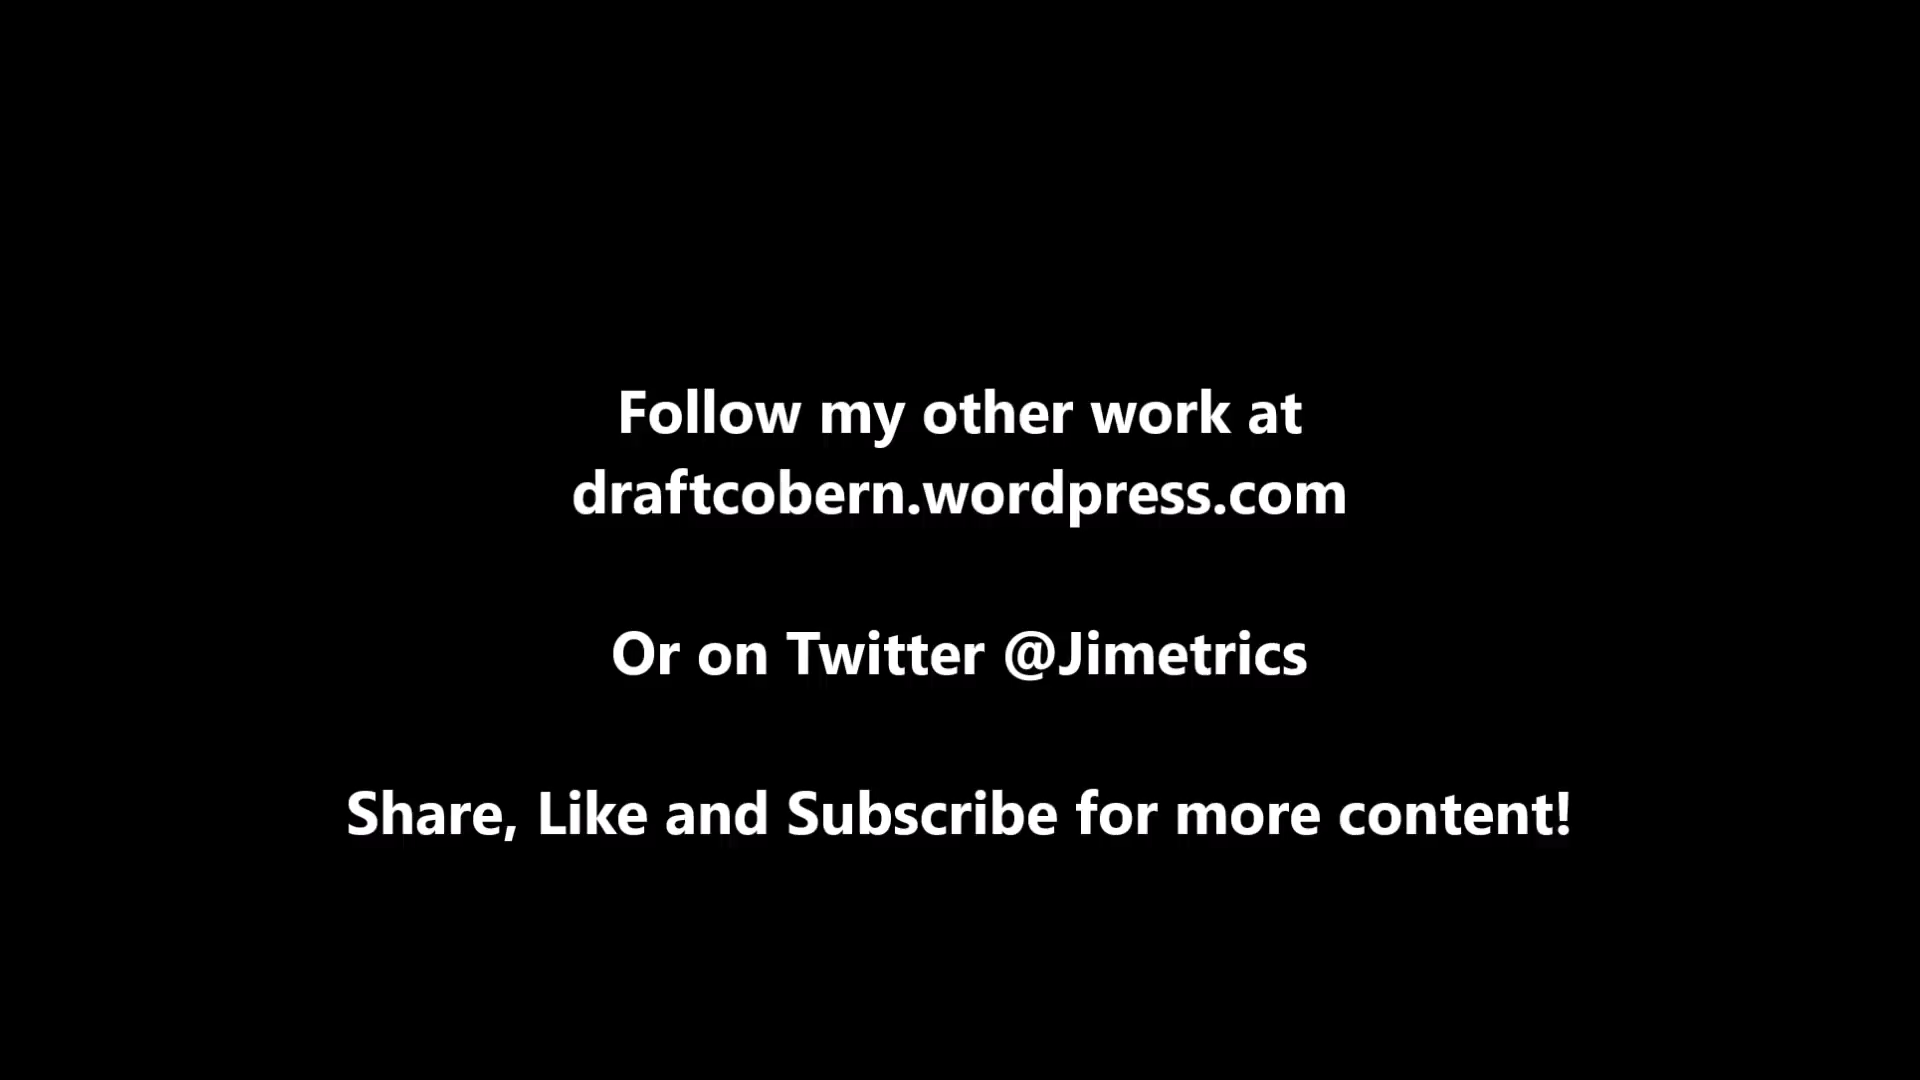 Follow my other work at
draftcobern.wordpress.com
Or on Twitter @Jimetrics
Share, Like and Subscribe for more content!